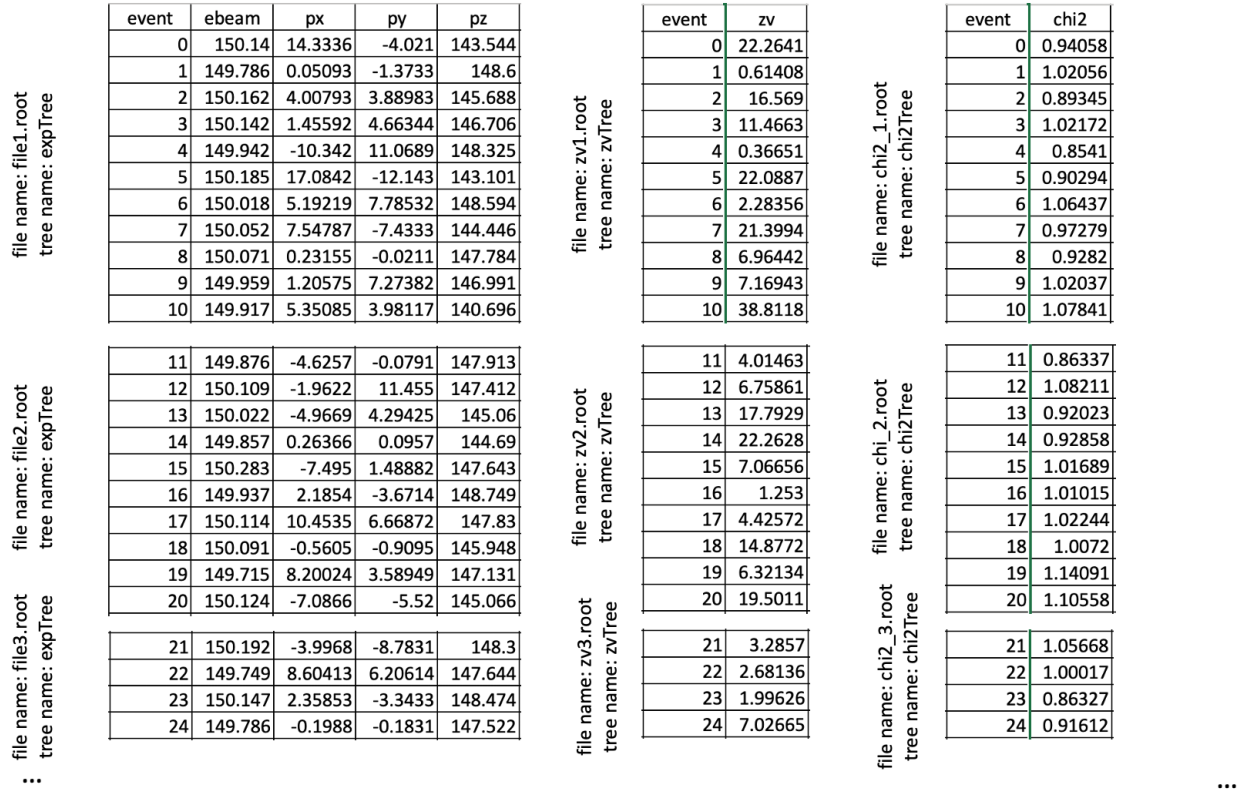 event ebeam px py pz
0 150.14 14.3336 -4.021 143.544
1 149.786 0.05093 -1.3733 148.6
2 150.162 4.00793 3.88983 145.688
3 150.142 1.45592 4.66344 146.706
4 149.942 -10.342 11.0689 148.325
5 150.185 17.0842 -12.143 143.101
6 150.018 5.19219 7.78532 148.594
7 150.052 7.54787 -7.4333 144.446
8 150.071 0.23155 -0.0211 147.784
9 149.959 1.20575 7.27382 146.991
10 149.917 5.35085 3.98117 140.696
file name: file1.root
tree name: expTree
11 149.876 -4.6257 -0.0791 147.913
12 150.109 -1.9622 11.455 147.412
13 150.022 -4.9669 4.29425 145.06
14 149.857 0.26366 0.0957 144.69
15 150.283 -7.495 1.48882 147.643
16 149.937 2.1854 -3.6714 148.749
17 150.114 10.4535 6.66872 147.83
18 150.091 -0.5605 -0.9095 145.948
19 149.715 8.20024 3.58949 147.131
20 150.124 -7.0866 -5.52 145.066
file name: file2.root
tree name: expTree
21 150.192 -3.9968 -8.7831 148.3
22 149.749 8.60413 6.20614 147.644
23 150.147 2.35853 -3.3433 148.474
24 149.786 -0.1988 -0.1831 147.522
file name: file3.root
tree name: expTree
...
event zv
0 22.2641
1 0.61408
2 16.569
3 11.4663
4 0.36651
5 22.0887
6 2.28356
7 21.3994
8 6.96442
9 7.16943
10 38.8118
file name: zv1.root
tree name: zvTree
11 4.01463
12 6.75861
13 17.7929
14 22.2628
15 7.06656
16 1.253
17 4.42572
18 14.8772
19 6.32134
20 19.5011
file name: zv2.root
tree name: zvTree
21 3.2857
22 2.68136
23 1.99626
24 7.02665
file name: zv3.root
tree name: zvTree
event chi2
0 0.94058
1 1.02056
2 0.89345
3 1.02172
4 0.8541
5 0.90294
6 1.06437
7 0.97279
8 0.9282
9 1.02037
10 1.07841
file name: chi2_1.root
tree name: chi2Tree
11 0.86337
12 1.08211
13 0.92023
14 0.92858
15 1.01689
16 1.01015
17 1.02244
18 1.0072
19 1.14091
20 1.10558
file name: chi_2.root
tree name: chi2Tree
21 1.05668
22 1.00017
23 0.86327
24 0.91612
file name: chi2_3.root
tree name: chi2Tree
...